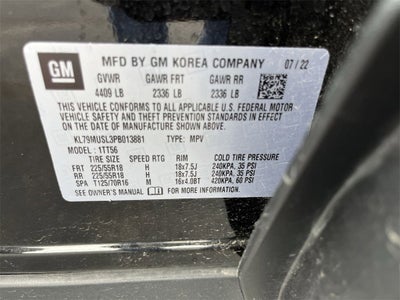 GM
MFD BY GM KOREA COMPANY 07 / 22
GVWR GAWR FRT GAWR RR
4409 LB 2336 LB 2336 LB
THIS VEHICLE CONFORMS TO ALL APPLICABLE U.S. FEDERAL MOTOR
VEHICLE SAFETY, BUMPER, AND THEFT PREVENTION STANDARDS IN
EFFECT ON THE DATE OF MANUFACTURE SHOWN ABOVE.
KL79MUSL3PB013881 TYPE: MPV
MODEL: 1TT56
TIRE SIZE SPEED RTG RIM COLD TIRE PRESSURE
FRT 225/55R18 H 18x7.5J 240KPA, 35 PSI
RR 225/55R18 H 18x7.5J 240KPA, 35 PSI
SPA T125/70R16 M 16x4.0BT 420KPA, 60 PSI
SEE OWNER'S MANUAL FOR ADDITIONAL INFORMATION.